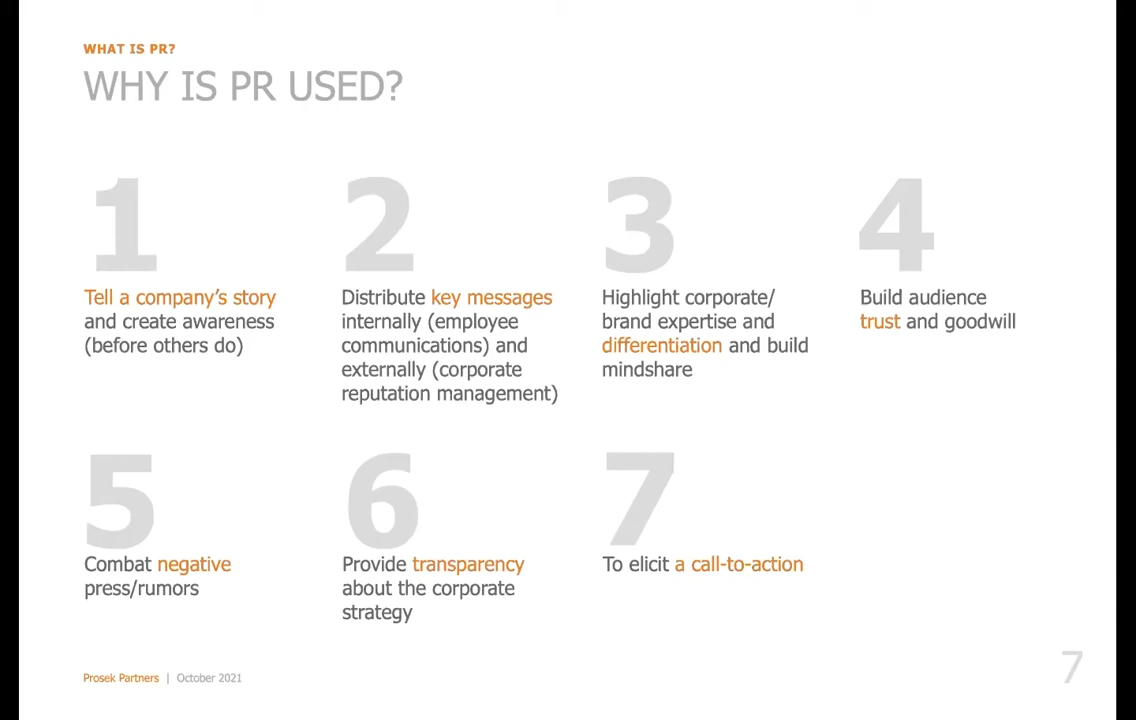 WHAT IS PR?
WHY IS PR USED?
1
Tell a company’s story
and create awareness
(before others do)
2
Distribute key messages
internally (employee
communications) and
externally (corporate
reputation management)
3
Highlight corporate/
brand expertise and
differentiation and build
mindshare
4
Build audience
trust and goodwill
5
Combat negative
press/rumors
6
Provide transparency
about the corporate
strategy
7
To elicit a call-to-action
Prosek Partners | October 2021
7